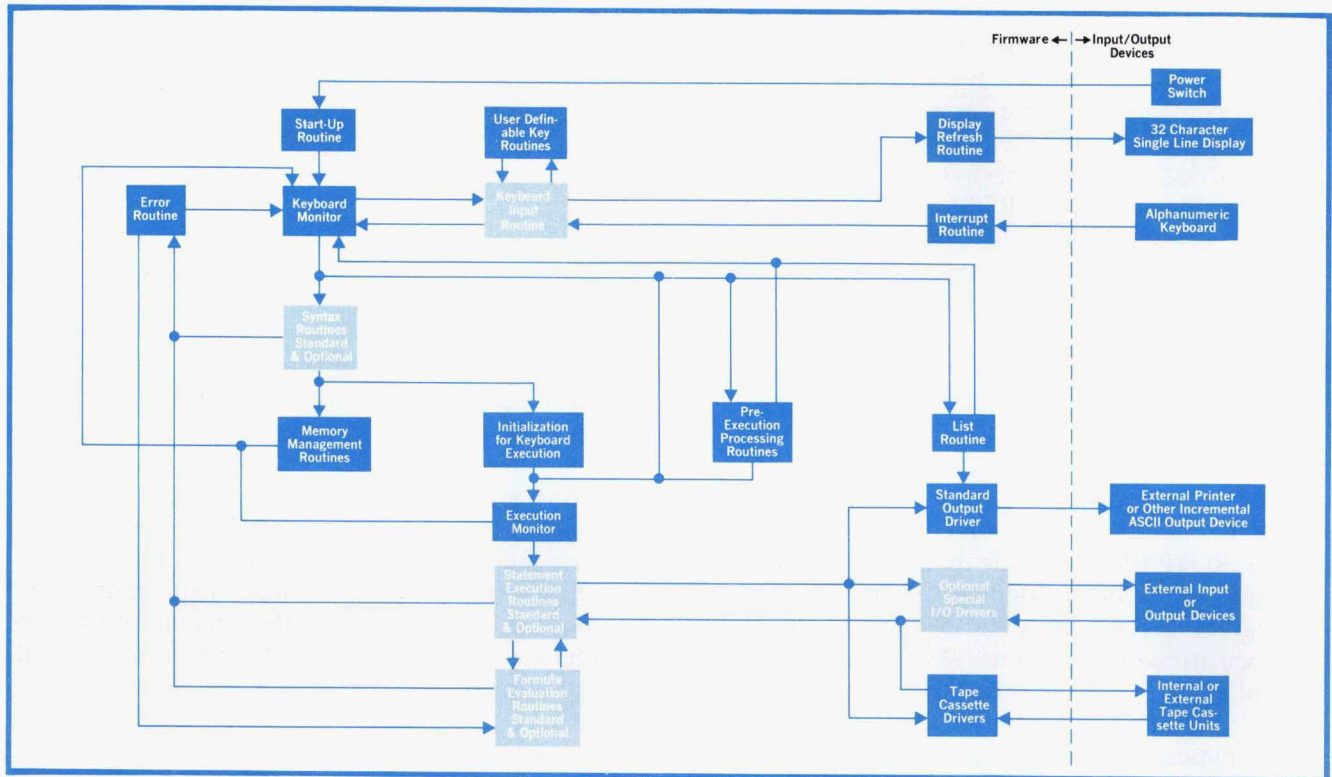 Firmware ← → Input/Output
Devices
Power
Switch
Start-Up
Routine
User Defin-
able Key
Routines
Display
Refresh
Routine
32 Character
Single Line Display
Error
Routine
Keyboard
Monitor
Keyboard
Input
Routine
Interrupt
Routine
Alphanumeric
Keyboard
Syntax
Routines
Standard
& Optional
Memory
Management
Routines
Initialization
for Keyboard
Execution
Pre-
Execution
Processing
Routines
List
Routine
Execution
Monitor
Standard
Output
Driver
External Printer
or Other Incremental
ASCII Output Device
Statement
Execution
Routines
Standard
& Optional
Optional
Special
I/O Drivers
External Input
or
Output Devices
Formula
Evaluation
Routines
Standard
& Optional
Tape
Cassette
Drivers
Internal or
External
Tape Cas-
sette Units